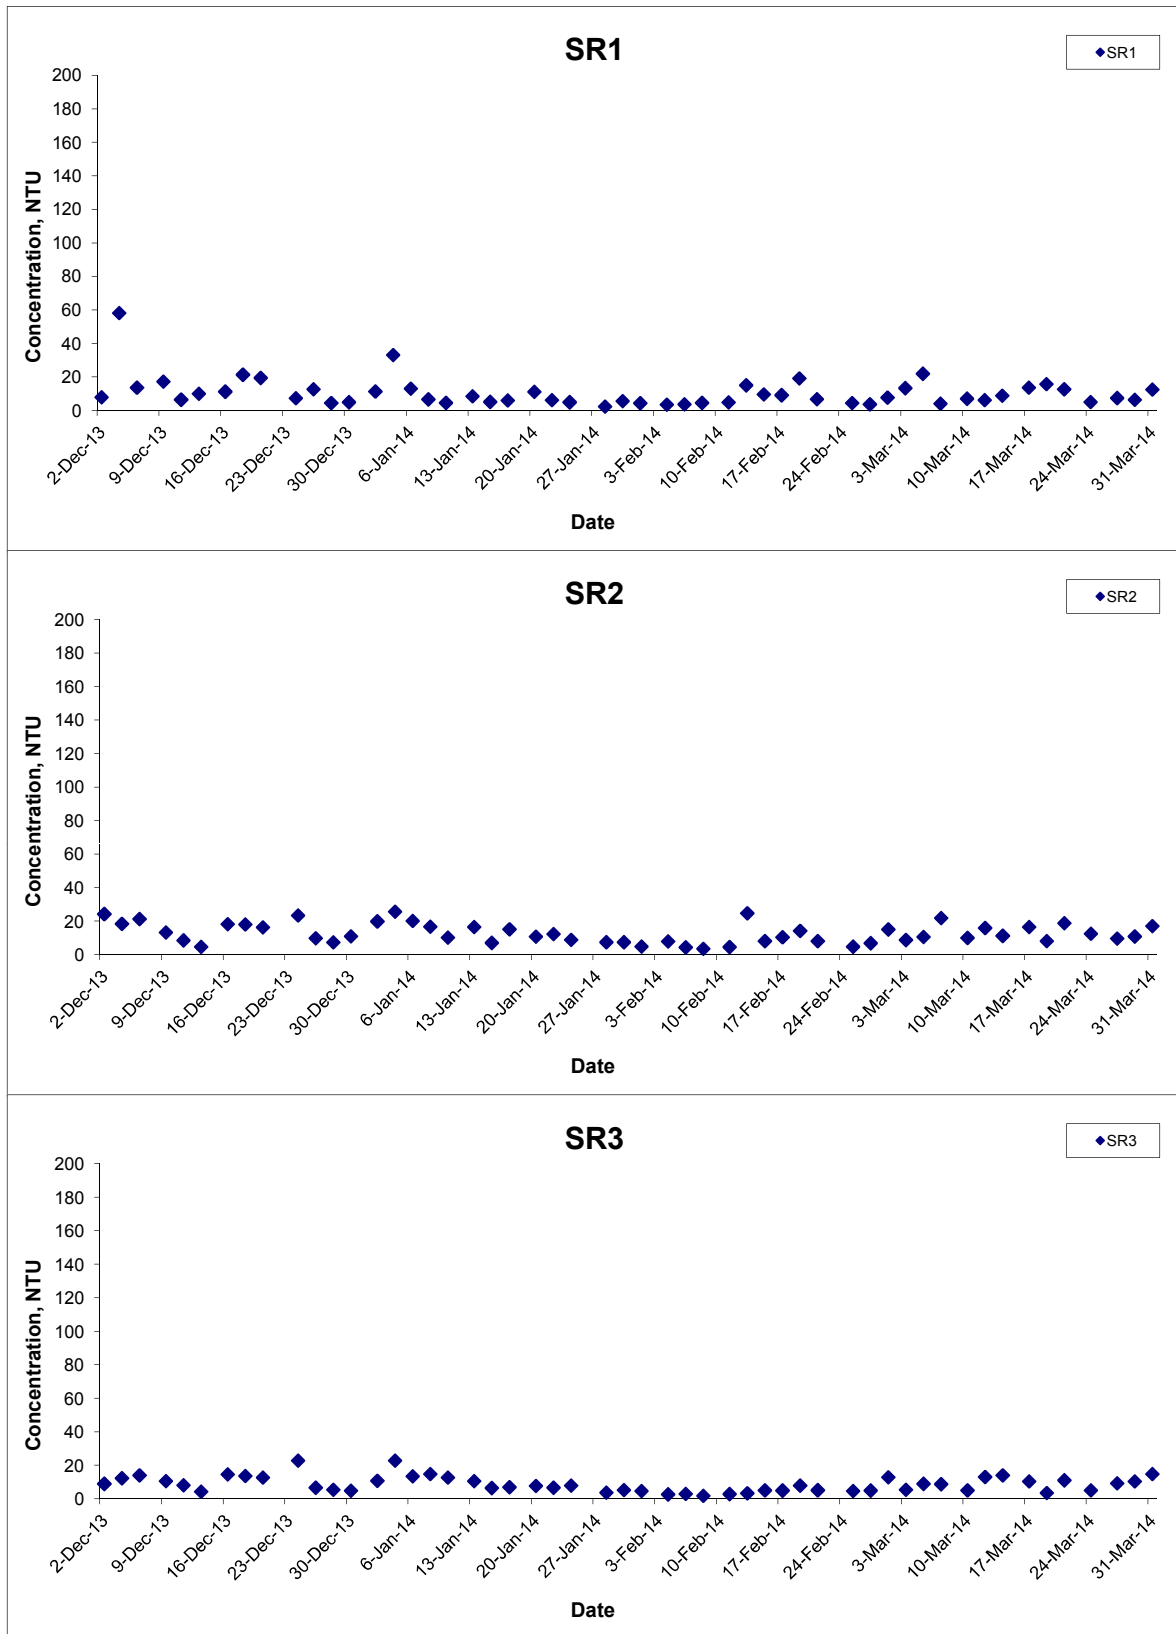 SR1
SR1
200
180
160
140
120
100
80
60
40
20
0
Concentration, NTU
2-Dec-13
9-Dec-13
16-Dec-13
23-Dec-13
30-Dec-13
6-Jan-14
13-Jan-14
20-Jan-14
27-Jan-14
3-Feb-14
10-Feb-14
17-Feb-14
24-Feb-14
3-Mar-14
10-Mar-14
17-Mar-14
24-Mar-14
31-Mar-14
Date
SR2
SR2
200
180
160
140
120
100
80
60
40
20
0
Concentration, NTU
2-Dec-13
9-Dec-13
16-Dec-13
23-Dec-13
30-Dec-13
6-Jan-14
13-Jan-14
20-Jan-14
27-Jan-14
3-Feb-14
10-Feb-14
17-Feb-14
24-Feb-14
3-Mar-14
10-Mar-14
17-Mar-14
24-Mar-14
31-Mar-14
Date
SR3
SR3
200
180
160
140
120
100
80
60
40
20
0
Concentration, NTU
2-Dec-13
9-Dec-13
16-Dec-13
23-Dec-13
30-Dec-13
6-Jan-14
13-Jan-14
20-Jan-14
27-Jan-14
3-Feb-14
10-Feb-14
17-Feb-14
24-Feb-14
3-Mar-14
10-Mar-14
17-Mar-14
24-Mar-14
31-Mar-14
Date